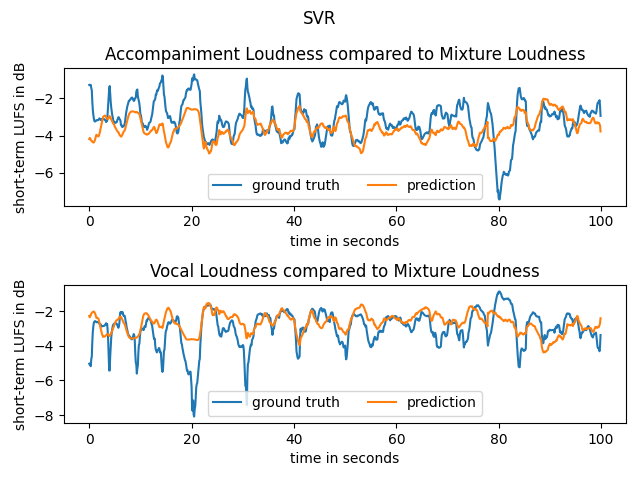 SVR
Accompaniment Loudness compared to Mixture Loudness
short-term LUFS in dB
−2
−4
−6
ground truth prediction
0 20 40 60 80 100
time in seconds
Vocal Loudness compared to Mixture Loudness
short-term LUFS in dB
−2
−4
−6
−8
ground truth prediction
0 20 40 60 80 100
time in seconds